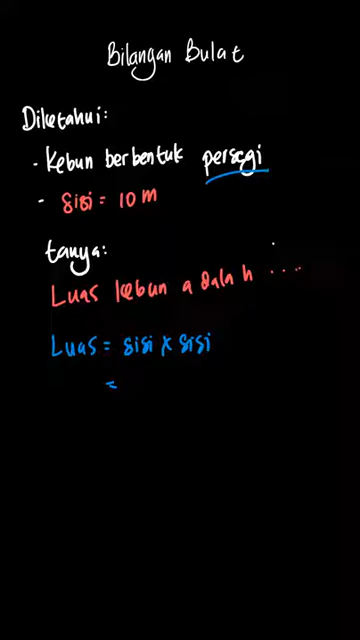 Bilangan Bulat
Diketahui:
- Kebun berbentuk persegi
- Sisi = 10 m
tanya:
Luas kebun adalah ....
Luas = sisi x sisi
=